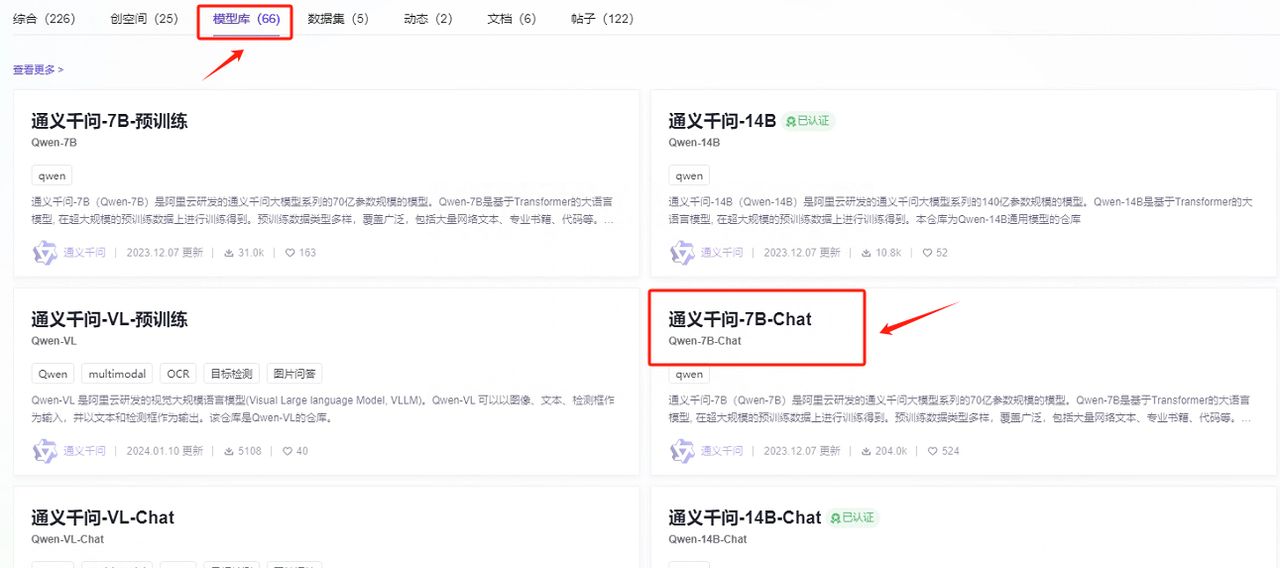 综合（226） 创空间（25） 模型库（66） 数据集（5） 动态（2） 文档（6） 帖子（122）
查看更多 >
通义千问-7B-预训练
Qwen-7B
qwen
通义千问-7B（Qwen-7B）是阿里云研发的通义千问大模型系列的70亿参数规模的模型。Qwen-7B是基于Transformer的大语言
模型, 在超大规模的预训练数据上进行训练得到。预训练数据类型多样，覆盖广泛，包括大量网络文本、专业书籍、代码等。...
通义千问 | 2023.12.07 更新 | 31.0k | 163
通义千问-14B 已认证
Qwen-14B
qwen
通义千问-14B（Qwen-14B）是阿里云研发的通义千问大模型系列的140亿参数规模的模型。Qwen-14B是基于Transformer的大
语言模型, 在超大规模的预训练数据上进行训练得到。本仓库为Qwen-14B通用模型的仓库
通义千问 | 2023.12.07 更新 | 10.8k | 52
通义千问-VL-预训练
Qwen-VL
Qwen multimodal OCR 目标检测 图片问答
Qwen-VL 是阿里云研发的视觉大规模语言模型(Visual Large language Model, VLLM)。Qwen-VL 可以以图像、文本、检测框作
为输入，并以文本和检测框作为输出。该仓库是Qwen-VL的仓库。
通义千问 | 2024.01.10 更新 | 5108 | 40
通义千问-7B-Chat
Qwen-7B-Chat
qwen
通义千问-7B（Qwen-7B）是阿里云研发的通义千问大模型系列的70亿参数规模的模型。Qwen-7B是基于Transformer的大语言
模型, 在超大规模的预训练数据上进行训练得到。预训练数据类型多样，覆盖广泛，包括大量网络文本、专业书籍、代码等。...
通义千问 | 2023.12.07 更新 | 204.0k | 524
通义千问-VL-Chat
Qwen-VL-Chat
通义千问-14B-Chat 已认证
Qwen-14B-Chat